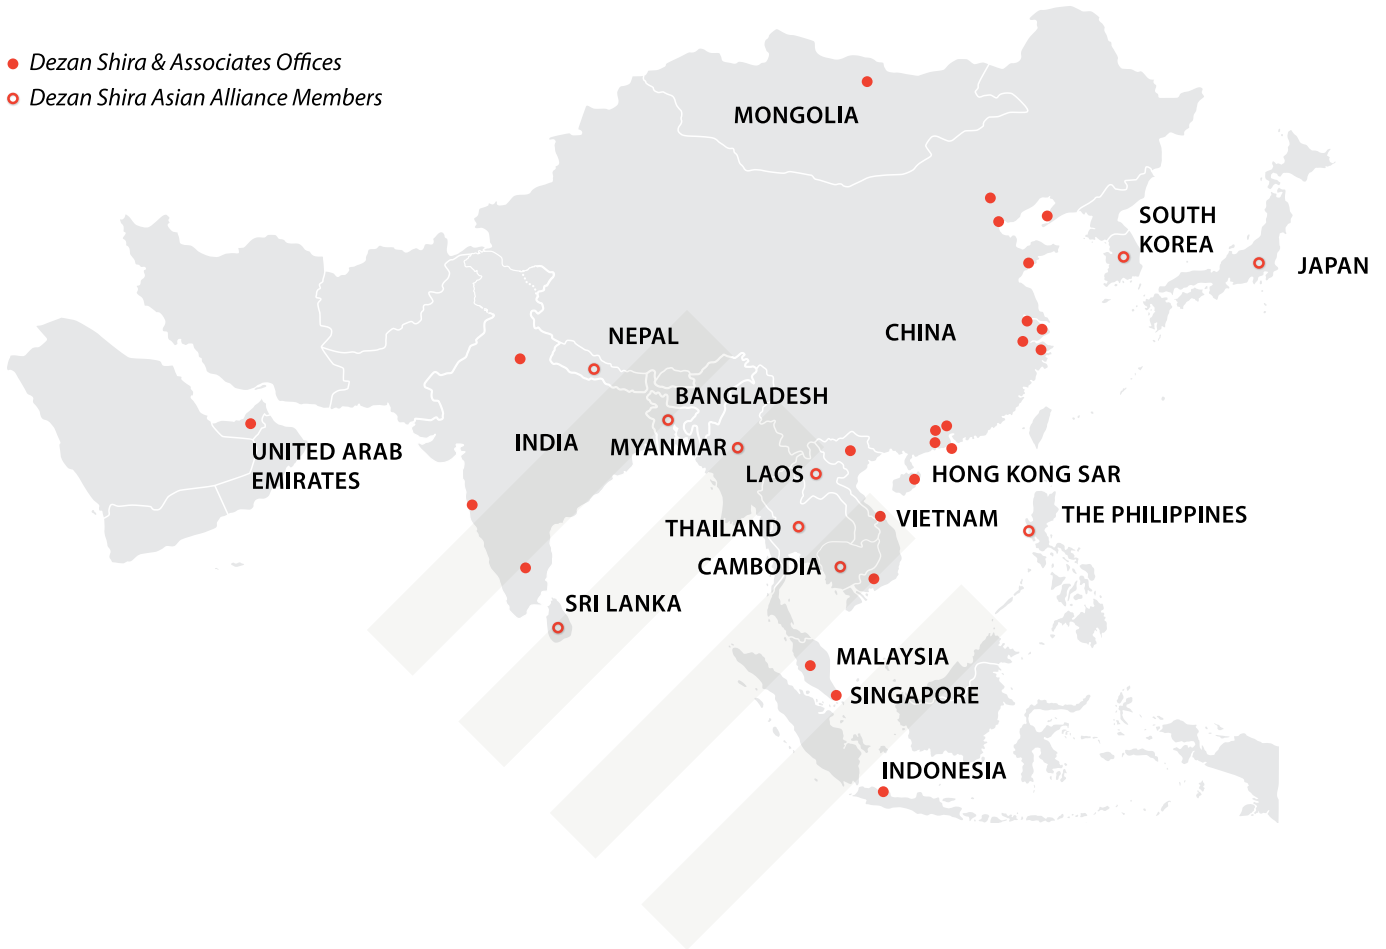 Dezan Shira & Associates Offices
Dezan Shira Asian Alliance Members
MONGOLIA
SOUTH
KOREA
JAPAN
CHINA
NEPAL
BANGLADESH
INDIA
MYANMAR
UNITED ARAB
EMIRATES
LAOS
HONG KONG SAR
THAILAND
VIETNAM
THE PHILIPPINES
CAMBODIA
SRI LANKA
MALAYSIA
SINGAPORE
INDONESIA